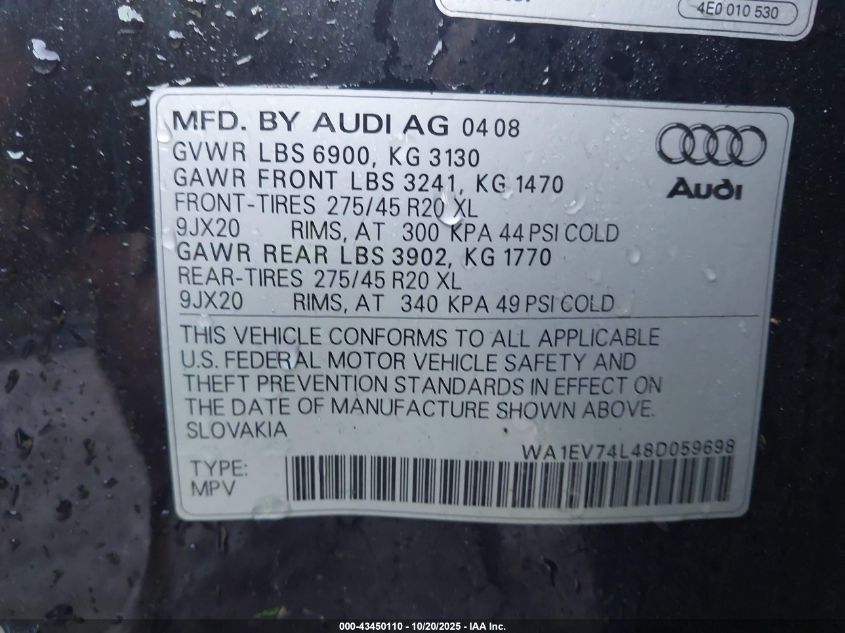 4E0 010 530
MFD. BY AUDI AG 04 08
GVWR LBS 6900, KG 3130
GAWR FRONT LBS 3241, KG 1470
FRONT-TIRES 275/45 R20 XL
9JX20 RIMS, AT 300 KPA 44 PSI COLD
GAWR REAR LBS 3902, KG 1770
REAR-TIRES 275/45 R20 XL
9JX20 RIMS, AT 340 KPA 49 PSI COLD
Audi
THIS VEHICLE CONFORMS TO ALL APPLICABLE
U.S. FEDERAL MOTOR VEHICLE SAFETY AND
THEFT PREVENTION STANDARDS IN EFFECT ON
THE DATE OF MANUFACTURE SHOWN ABOVE.
SLOVAKIA
WA1EV74L48D059698
TYPE:
MPV
000-43450110 • 10/20/2025 • IAA Inc.